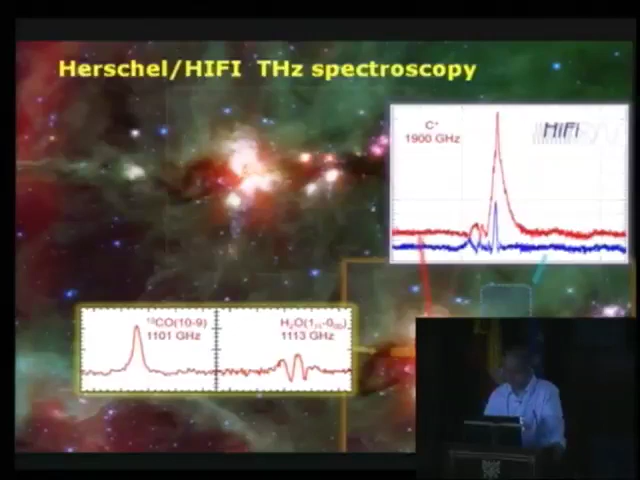 Herschel/HIFI THz spectroscopy
C⁺
1900 GHz
HIFI
¹³CO(10-9)
1101 GHz
H₂O(1₁₁-0₀₀)
1113 GHz